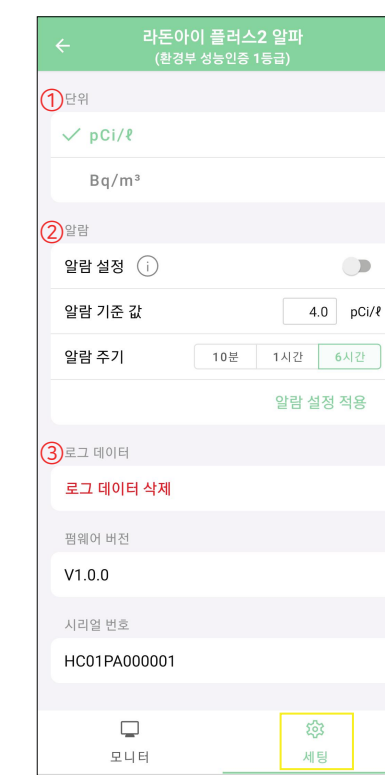 라돈아이 플러스2 알파
(환경부 성능인증 1등급)
① 단위
pCi/ℓ
Bq/m³
② 알람
알람 설정 i
알람 기준 값 4.0 pCi/ℓ
알람 주기 10분 1시간 6시간
알람 설정 적용
③ 로그 데이터
로그 데이터 삭제
펌웨어 버전
V1.0.0
시리얼 번호
HC01PA000001
모니터 세팅